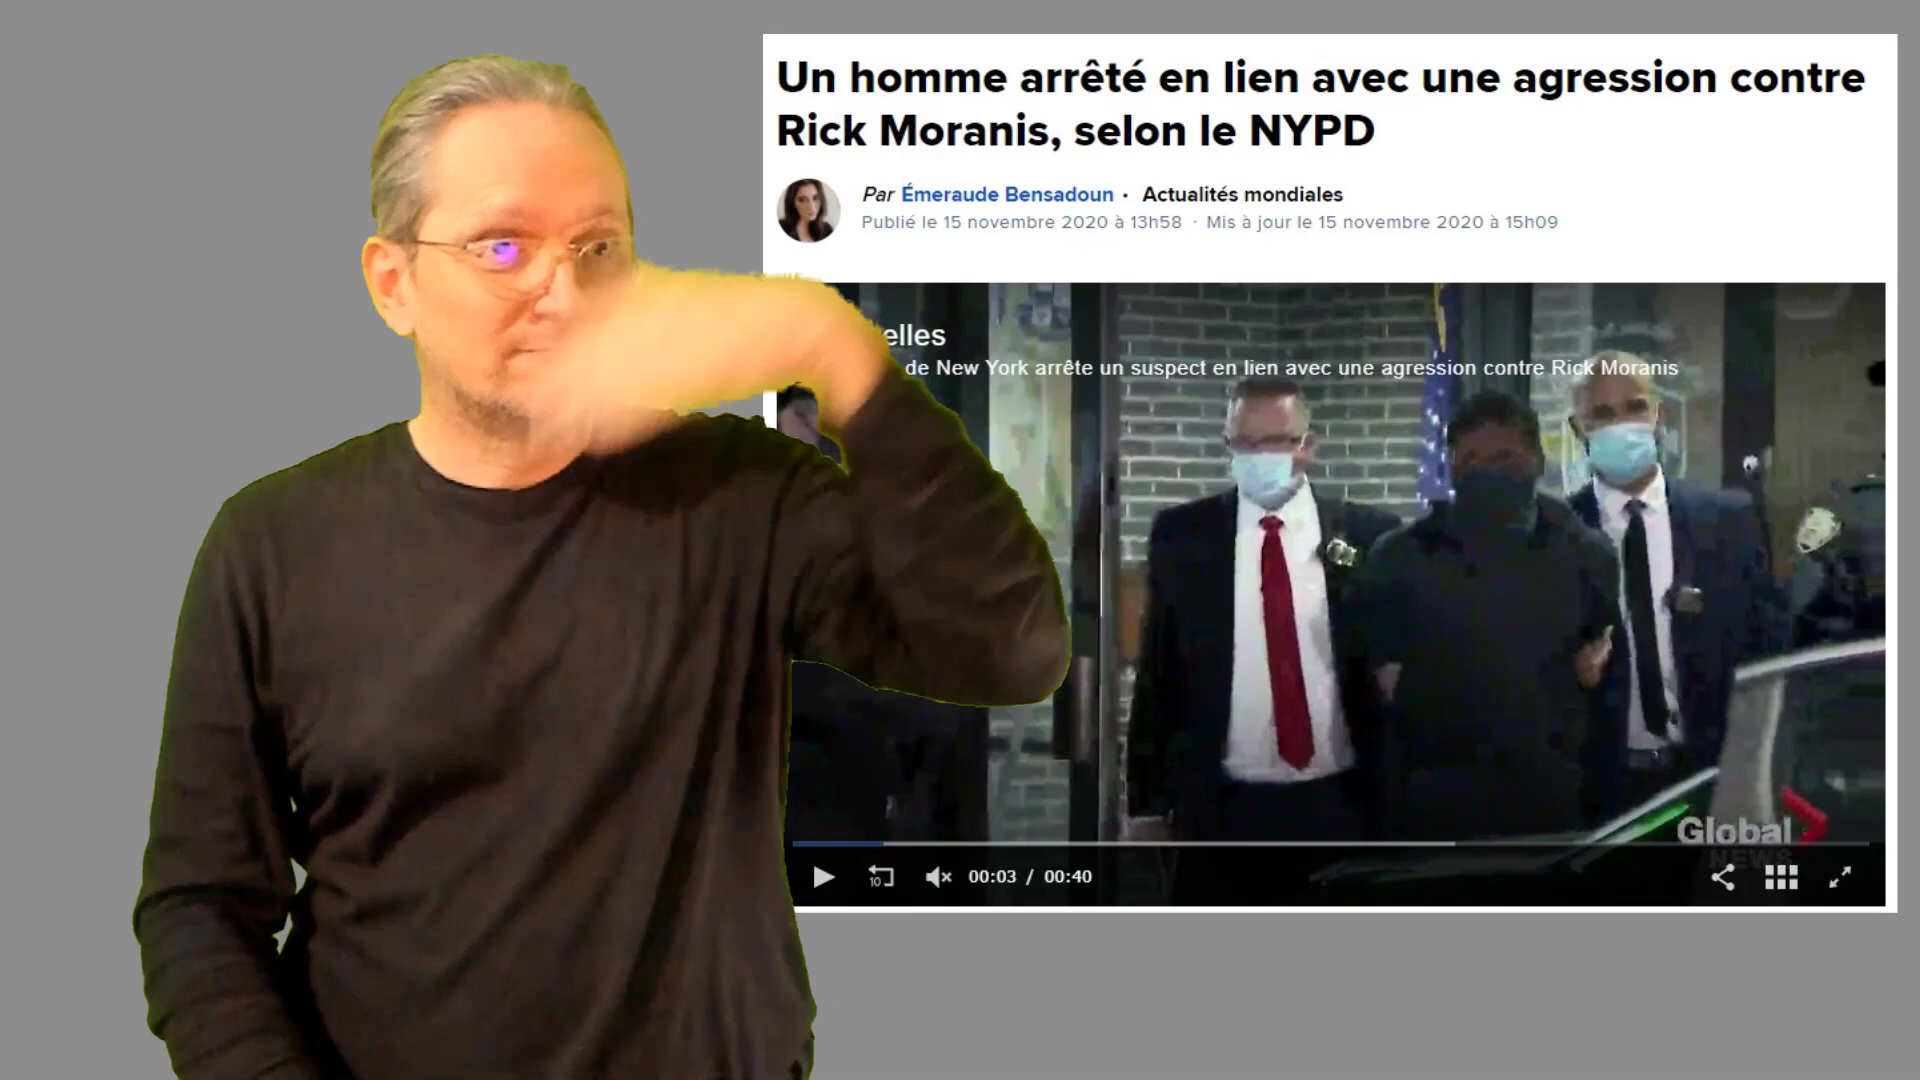 Un homme arrêté en lien avec une agression contre
Rick Moranis, selon le NYPD
Par Émeraude Bensadoun · Actualités mondiales
Publié le 15 novembre 2020 à 13h58 · Mis à jour le 15 novembre 2020 à 15h09
elles
de New York arrête un suspect en lien avec une agression contre Rick Moranis
Global
NEWS
10
00:03 / 00:40